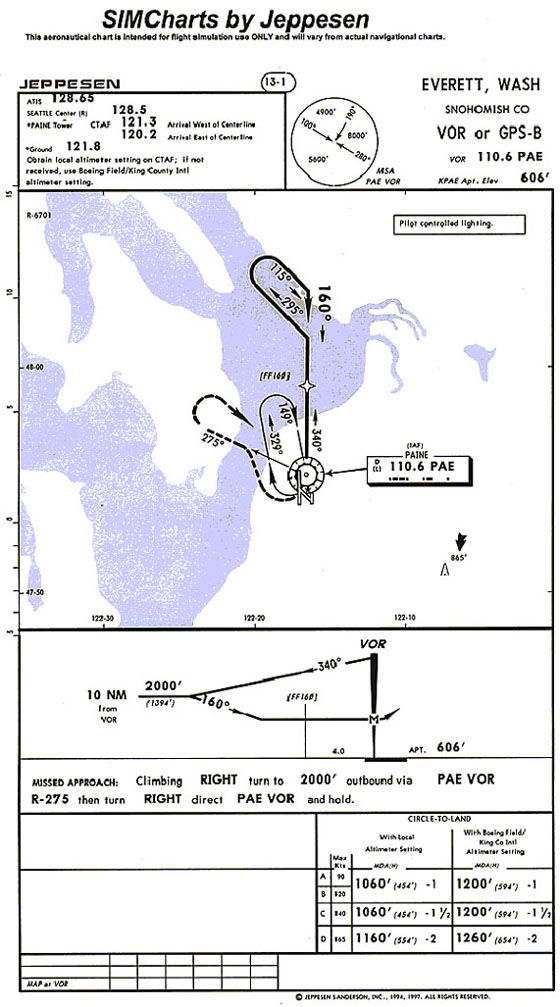 SIMCharts by Jeppesen
This aeronautical chart is intended for flight simulation use ONLY and will vary from actual navigational charts.
JEPPESEN
13-1
EVERETT, WASH
SNOHOMISH CO
VOR or GPS-B
VOR 110.6 PAE
KPAE Apt. Elev 606'
ATIS 128.65
SEATTLE Center (R) 128.5
*PAINE Tower CTAF 121.3 Arrival West of Centerline
120.2 Arrival East of Centerline
*Ground 121.8
Obtain local altimeter setting on CTAF; if not
received, use Boeing Field/King County Intl
altimeter setting.
4900'
190°
100°
8000'
5600'
280°
MSA
PAE VOR
15
R-6701
Pilot controlled lighting.
10
115°
295°
160°
48-00
[FF160]
5
149°
329°
340°
275°
(IAF)
PAINE
D
(L) 110.6 PAE
0
865'
47-50
122-30
122-20
122-10
5
VOR
340°
10 NM
from
VOR
2000'
(1394')
160°
[FF160]
M
4.0
APT. 606'
MISSED APPROACH: Climbing RIGHT turn to 2000' outbound via PAE VOR
R-275 then turn RIGHT direct PAE VOR and hold.
CIRCLE-TO-LAND
With Local
Altimeter Setting
With Boeing Field/
King Co Intl
Altimeter Setting
Max
Kts
MDA(H)
MDA(H)
A 90
1060' (454') -1
1200' (594') -1
B 820
C 840 1060' (454') -1 1/2 1200' (594') -1 1/2
D 865 1160' (554') -2 1260' (654') -2
MAP at VOR
© JEPPESEN SANDERSON, INC., 1994, 1997. ALL RIGHTS RESERVED.